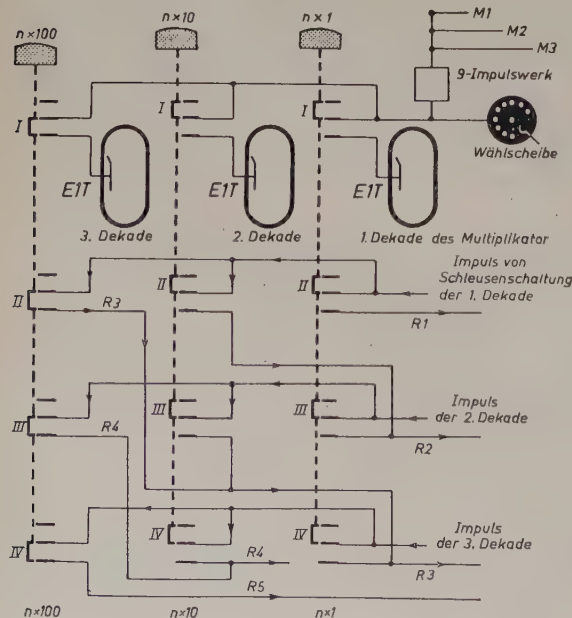 n×100
n×10
n×1
M1
M2
M3
9-Impulswerk
Wählscheibe
I
I
I
E1T
E1T
E1T
3. Dekade
2. Dekade
1. Dekade des Multiplikator
Impuls von
Schleusenschaltung
der 1. Dekade
II
II
II
R3
R1
III
III
III
Impuls
der 2. Dekade
R4
R2
IV
IV
IV
Impuls
der 3. Dekade
R4
R3
R5
n×100
n×10
n×1